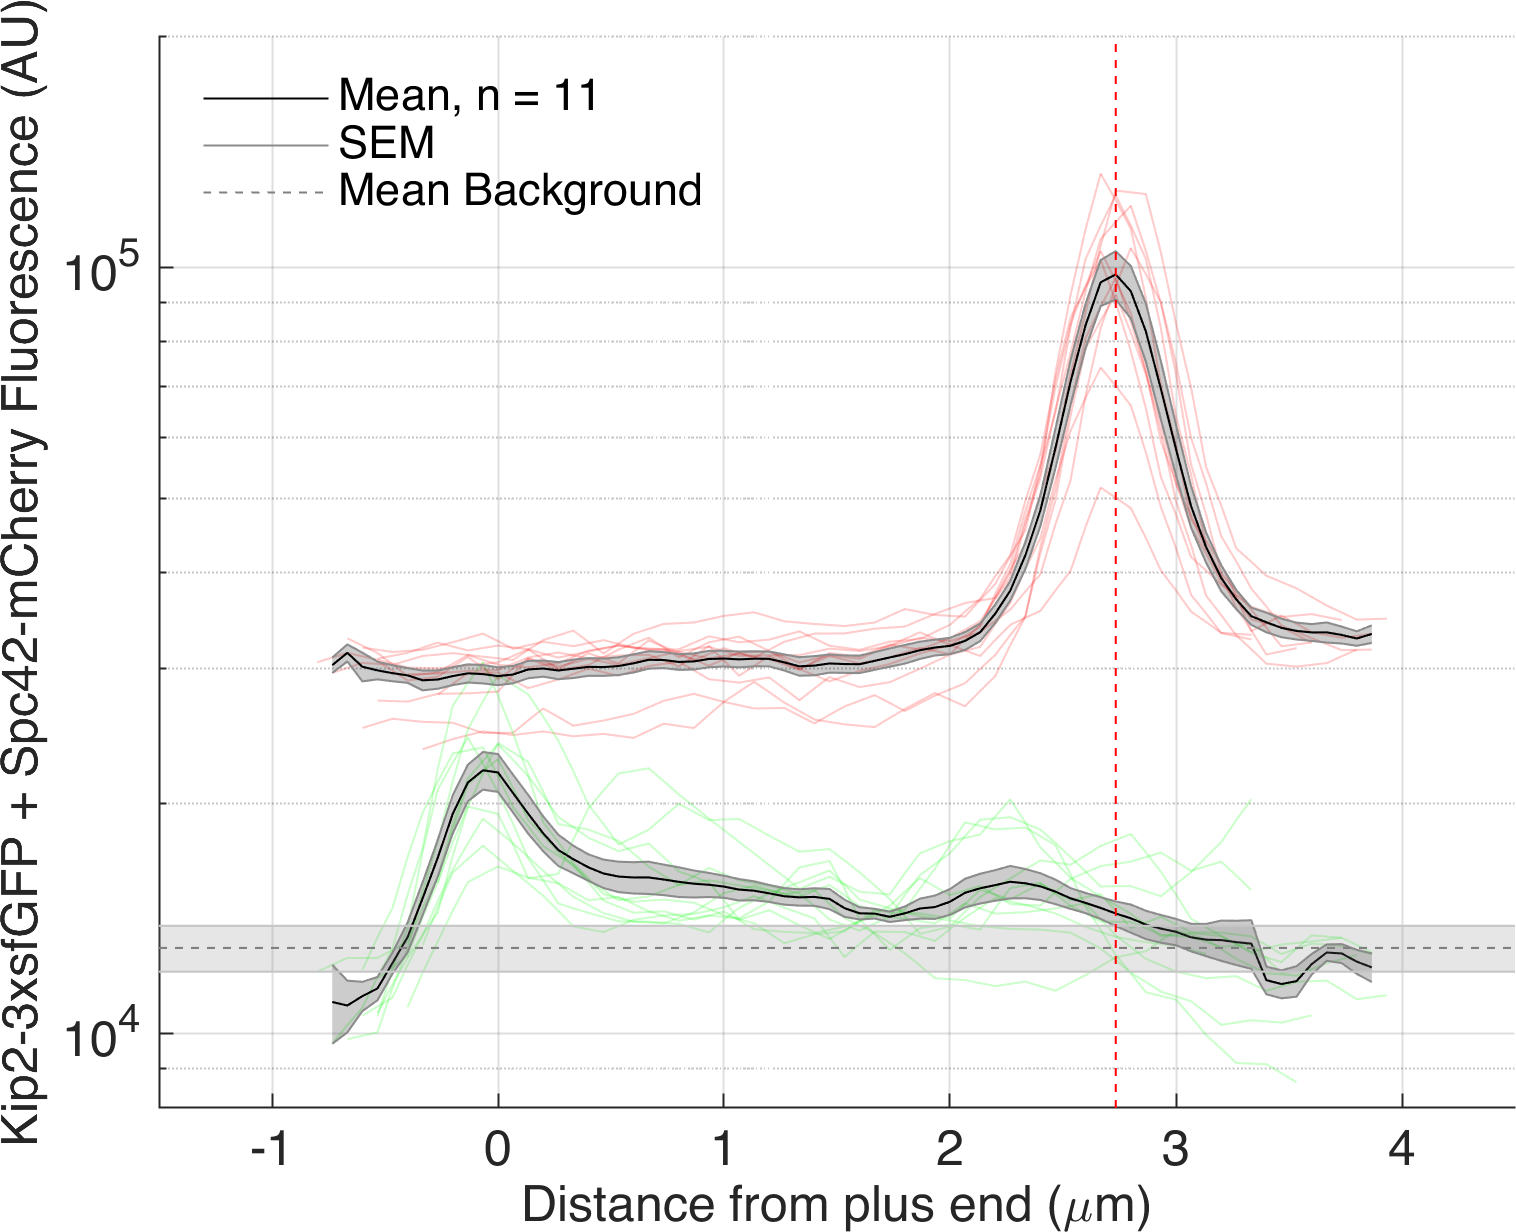 Kip2-3xsfGFP + Spc42-mCherry Fluorescence (AU)
Mean, n = 11
SEM
Mean Background
10⁵
10⁴
-1 0 1 2 3 4
Distance from plus end (μm)